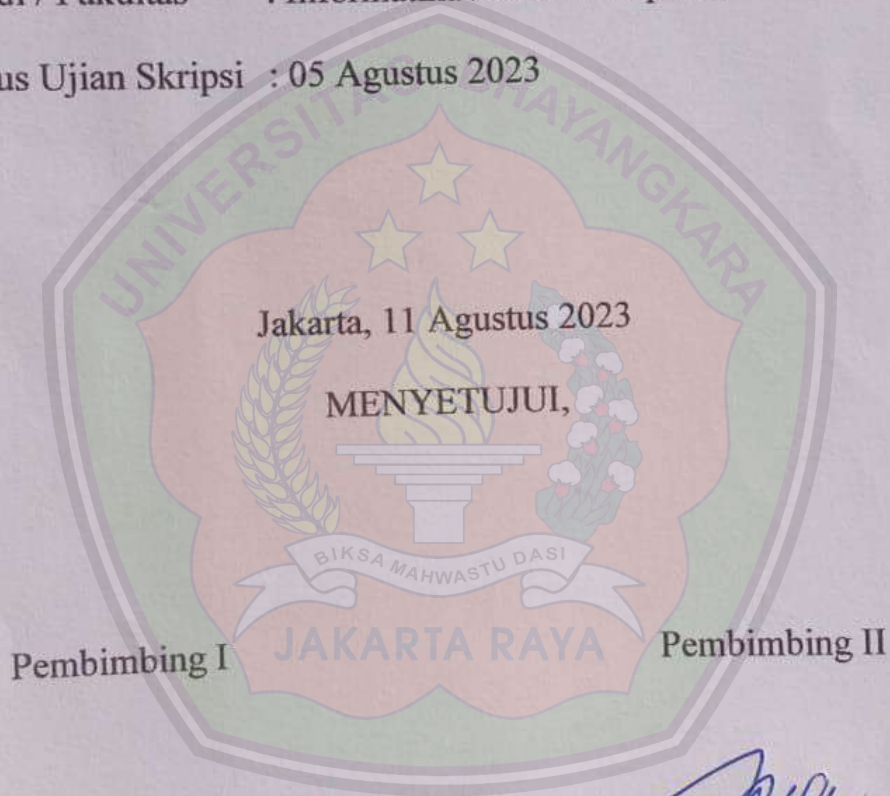 us Ujian Skripsi : 05 Agustus 2023
UNIVERSITAS BHAYANGKARA
Jakarta, 11 Agustus 2023
MENYETUJUI,
BIKSA MAHWASTU DASI
JAKARTA RAYA
Pembimbing I Pembimbing II